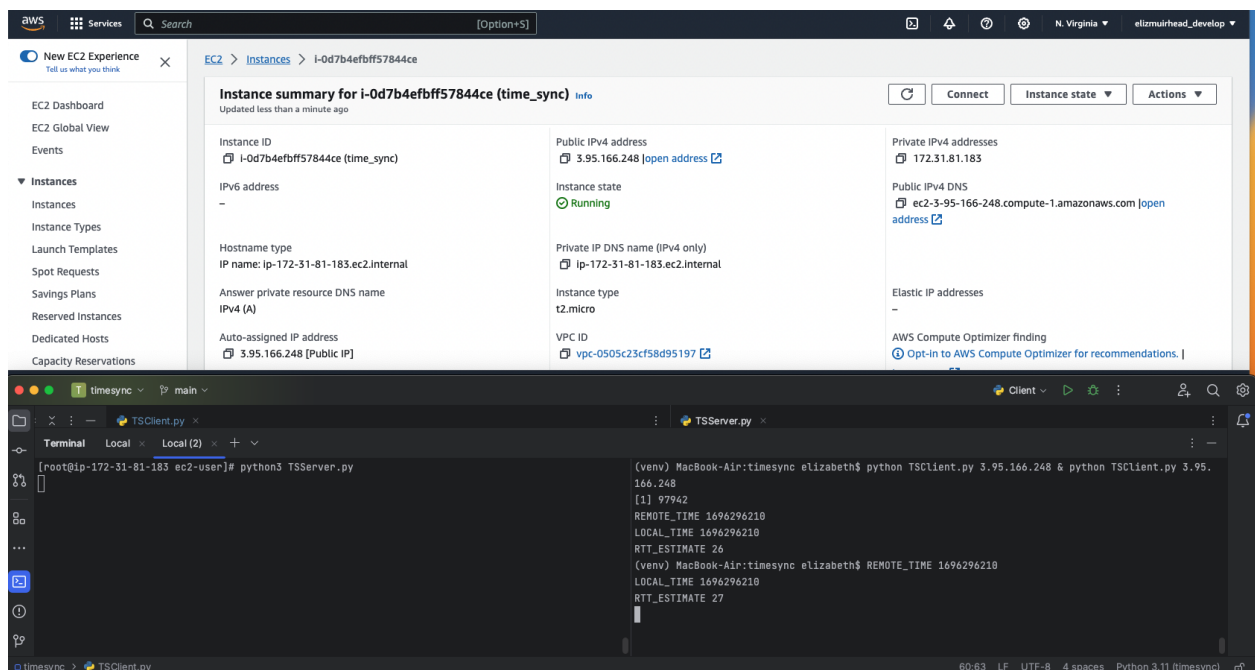 aws Services Search [Option+S] N. Virginia ▼ elizmuirhead_develop ▼
New EC2 Experience
Tell us what you think
EC2 Dashboard
EC2 Global View
Events
▼ Instances
Instances
Instance Types
Launch Templates
Spot Requests
Savings Plans
Reserved Instances
Dedicated Hosts
Capacity Reservations
EC2 > Instances > i-0d7b4efbff57844ce
Instance summary for i-0d7b4efbff57844ce (time_sync) Info
Updated less than a minute ago
Connect Instance state ▼ Actions ▼
Instance ID
i-0d7b4efbff57844ce (time_sync)
Public IPv4 address
3.95.166.248 |open address
Private IPv4 addresses
172.31.81.183
IPv6 address
–
Instance state
Running
Public IPv4 DNS
ec2-3-95-166-248.compute-1.amazonaws.com |open
address
Hostname type
IP name: ip-172-31-81-183.ec2.internal
Private IP DNS name (IPv4 only)
ip-172-31-81-183.ec2.internal
Answer private resource DNS name
IPv4 (A)
Instance type
t2.micro
Elastic IP addresses
–
Auto-assigned IP address
3.95.166.248 [Public IP]
VPC ID
vpc-0505c23cf58d95197
AWS Compute Optimizer finding
Opt-in to AWS Compute Optimizer for recommendations. |
T timesync main Client
TSClient.py × TSServer.py ×
Terminal Local × Local (2) × +
[root@ip-172-31-81-183 ec2-user]# python3 TSServer.py
(venv) MacBook-Air:timesync elizabeth$ python TSClient.py 3.95.166.248 & python TSClient.py 3.95.
166.248
[1] 97942
REMOTE_TIME 1696296210
LOCAL_TIME 1696296210
RTT_ESTIMATE 26
(venv) MacBook-Air:timesync elizabeth$ REMOTE_TIME 1696296210
LOCAL_TIME 1696296210
RTT_ESTIMATE 27
timesync > TSClient.py 60:63 LF UTF-8 4 spaces Python 3.11 (timesync)